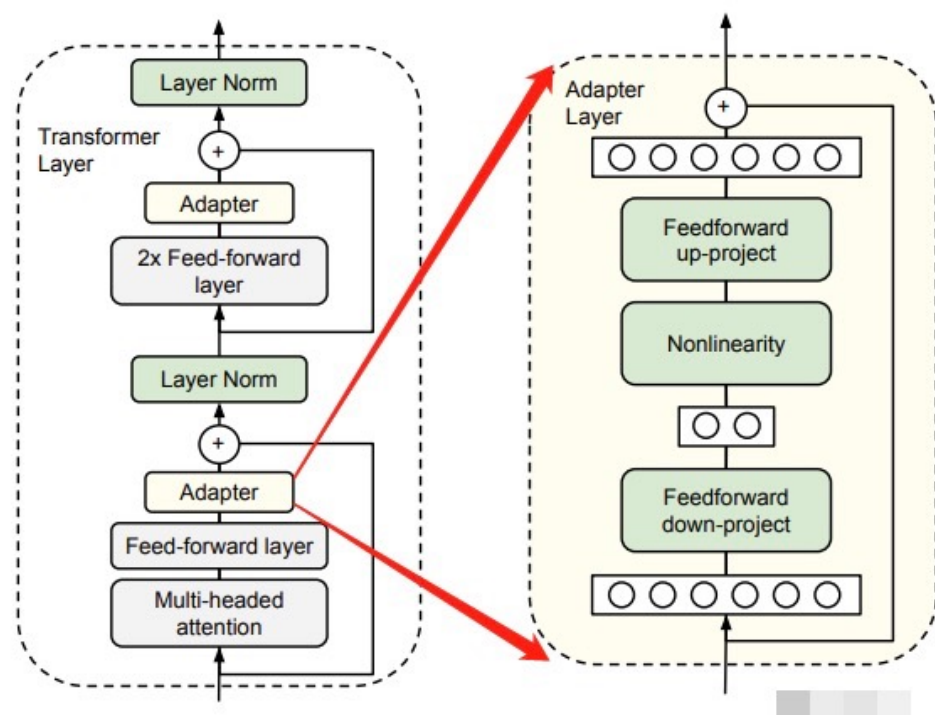 Layer Norm
Transformer
Layer
+
Adapter
2x Feed-forward
layer
Layer Norm
+
Adapter
Feed-forward layer
Multi-headed
attention
Adapter
Layer
+
Feedforward
up-project
Nonlinearity
Feedforward
down-project